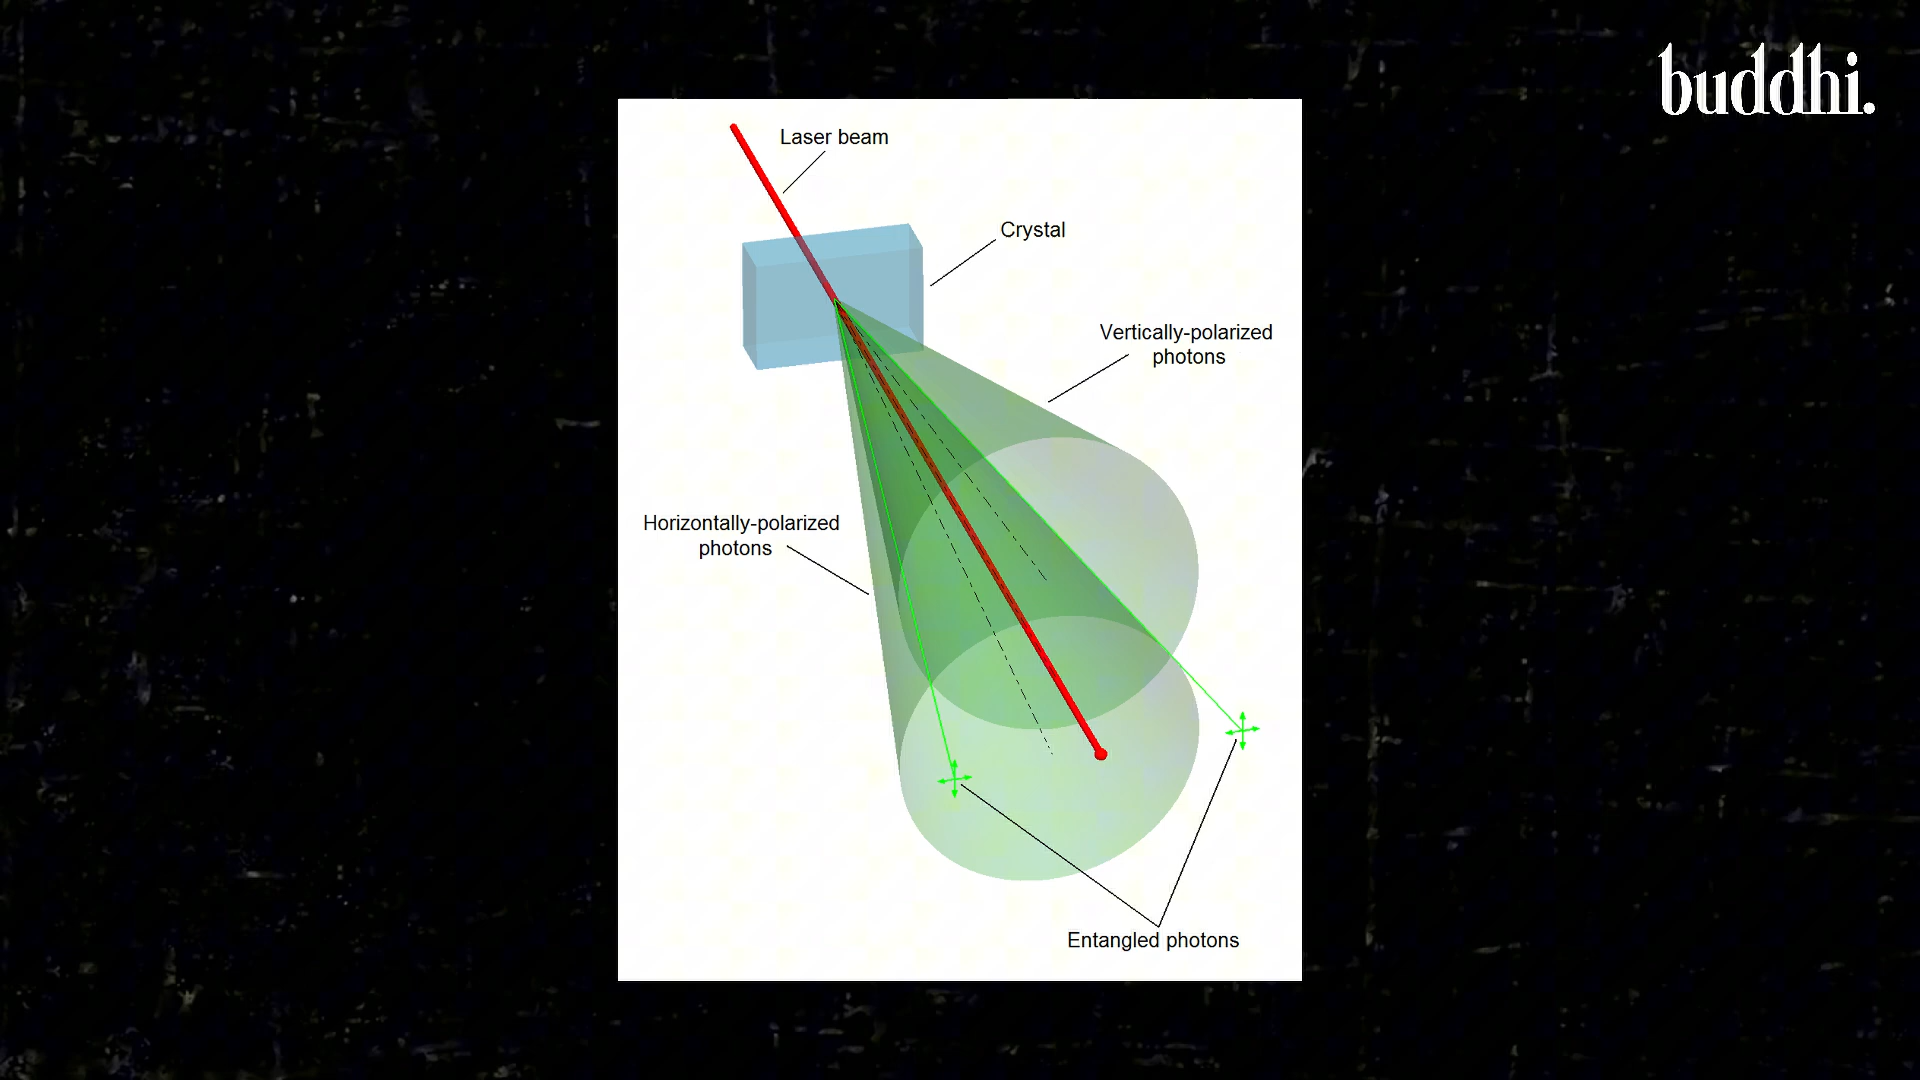 buddhi.
Laser beam
Crystal
Vertically-polarized
photons
Horizontally-polarized
photons
Entangled photons